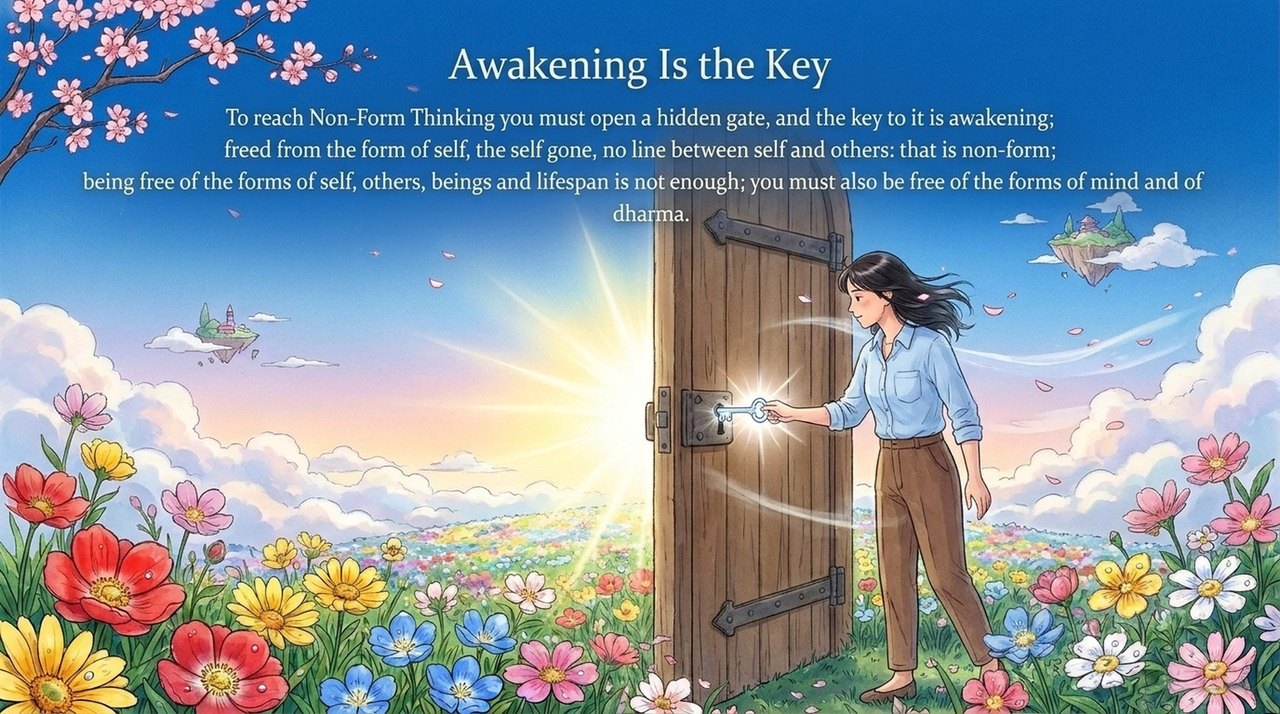 Awakening Is the Key
To reach Non-Form Thinking you must open a hidden gate, and the key to it is awakening;
freed from the form of self, the self gone, no line between self and others: that is non-form;
being free of the forms of self, others, beings and lifespan is not enough; you must also be free of the forms of mind and of
dharma.